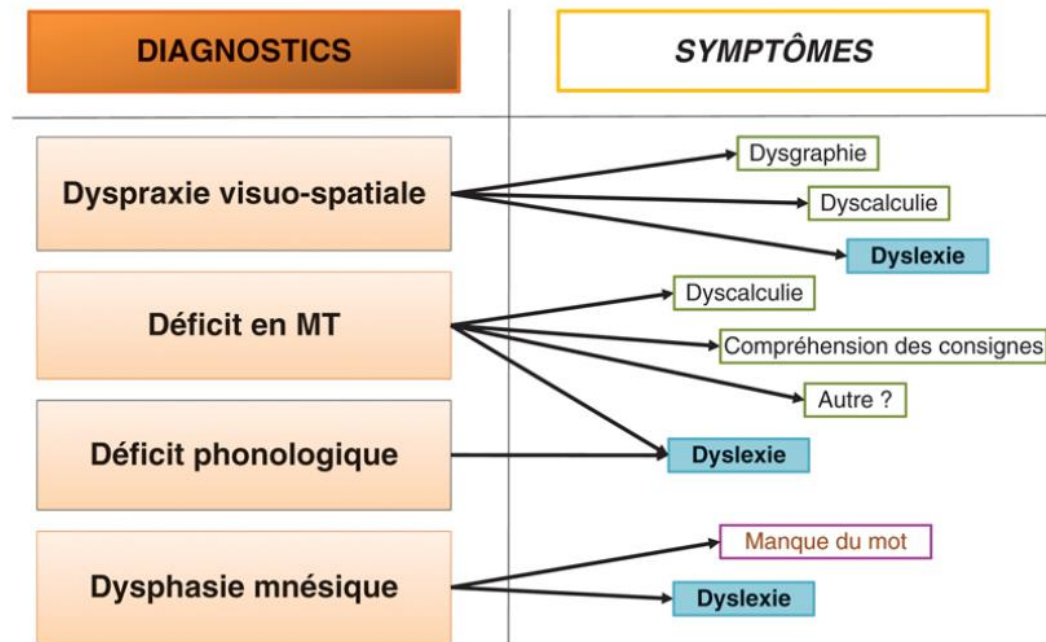 DIAGNOSTICS
SYMPTÔMES
Dyspraxie visuo-spatiale
Dysgraphie
Dyscalculie
Dyslexie
Déficit en MT
Dyscalculie
Compréhension des consignes
Autre ?
Déficit phonologique
Dyslexie
Dysphasie mnésique
Manque du mot
Dyslexie